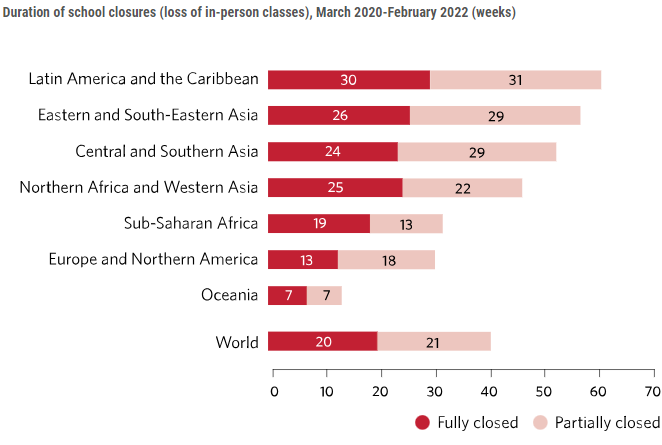 Duration of school closures (loss of in-person classes), March 2020-February 2022 (weeks)
Latin America and the Caribbean 30 31
Eastern and South-Eastern Asia 26 29
Central and Southern Asia 24 29
Northern Africa and Western Asia 25 22
Sub-Saharan Africa 19 13
Europe and Northern America 13 18
Oceania 7 7
World 20 21
0 10 20 30 40 50 60 70
Fully closed Partially closed